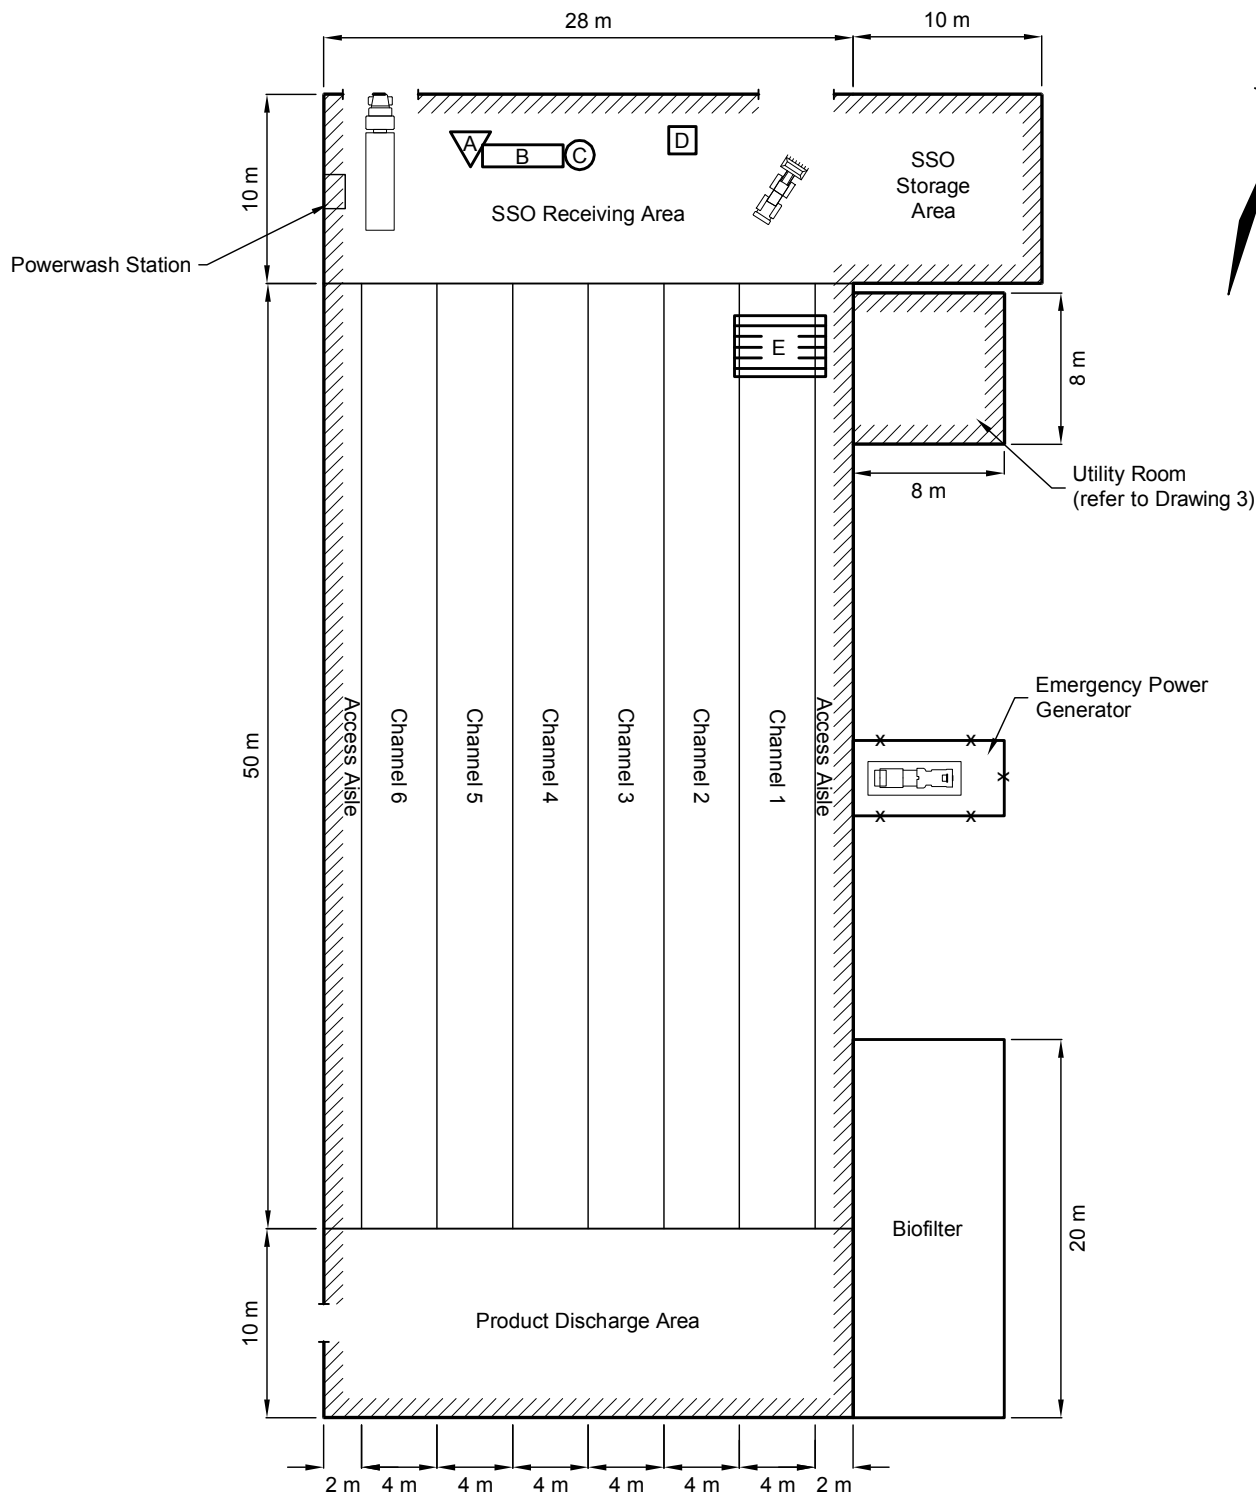 28 m
10 m
A
B
C
D
SSO
Storage
Area
10 m
SSO Receiving Area
Powerwash Station
E
8 m
8 m
Utility Room
(refer to Drawing 3)
50 m
Access Aisle
Channel 6
Channel 5
Channel 4
Channel 3
Channel 2
Channel 1
Access Aisle
Emergency Power
Generator
x
x
x
x
x
Biofilter
20 m
10 m
Product Discharge Area
2 m
4 m
4 m
4 m
4 m
4 m
4 m
2 m